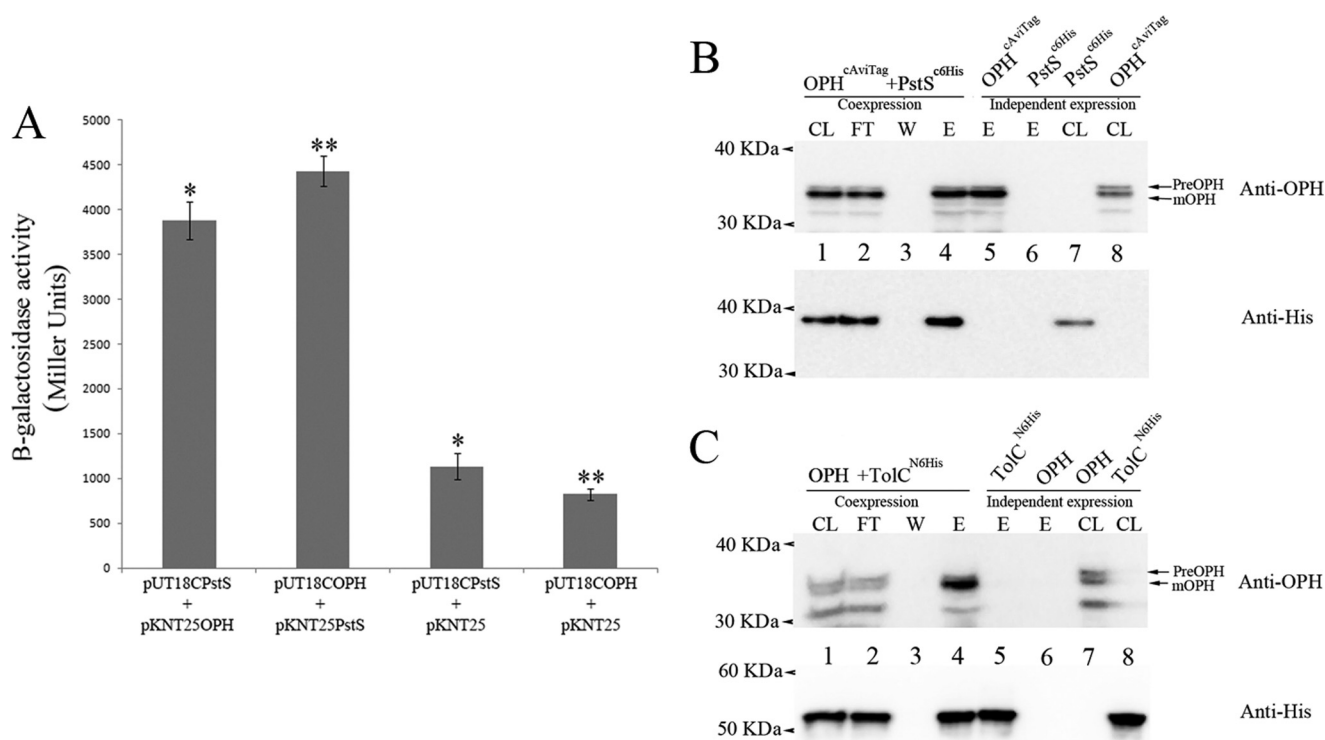 A
β-galactosidase activity
(Miller Units)
5000
4500
4000
3500
3000
2500
2000
1500
1000
500
0
*
**
*
**
pUT18CPstS
+
pKNT25OPH
pUT18COPH
+
pKNT25PstS
pUT18CPstS
+
pKNT25
pUT18COPH
+
pKNT25
B
OPH cAviTag +PstS c6His
OPH cAviTag
PstS c6His
PstS c6His
OPH cAviTag
Coexpression
Independent expression
CL FT W E E E CL CL
40 KDa
PreOPH
mOPH
Anti-OPH
30 KDa
1 2 3 4 5 6 7 8
40 KDa
Anti-His
30 KDa
C
OPH +TolC N6His
TolC N6His
OPH
OPH
TolC N6His
Coexpression
Independent expression
CL FT W E E E CL CL
40 KDa
PreOPH
mOPH
Anti-OPH
30 KDa
1 2 3 4 5 6 7 8
60 KDa
Anti-His
50 KDa